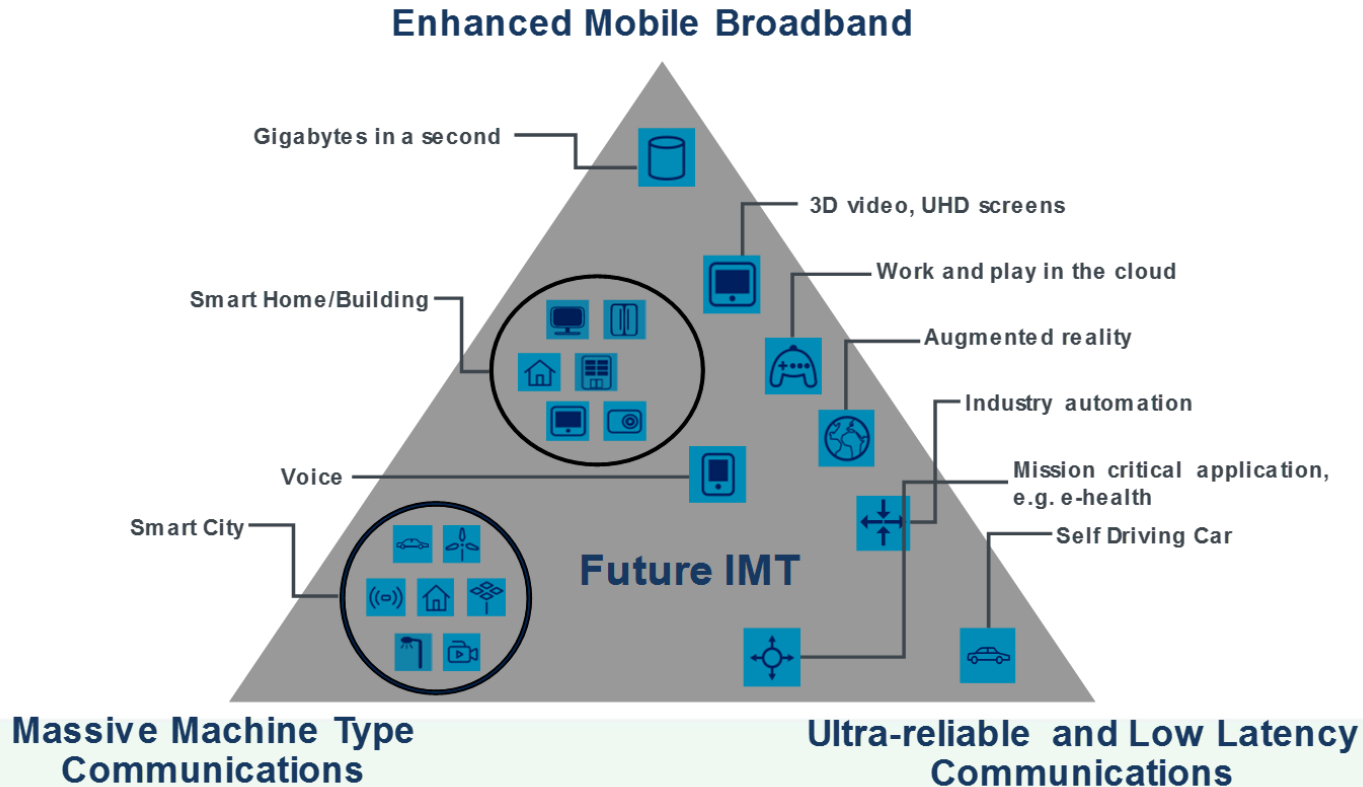 Enhanced Mobile Broadband
Gigabytes in a second
3D video, UHD screens
Work and play in the cloud
Smart Home/Building
Augmented reality
Industry automation
Voice
Mission critical application,
e.g. e-health
Smart City
Self Driving Car
Future IMT
Massive Machine Type
Communications
Ultra-reliable and Low Latency
Communications